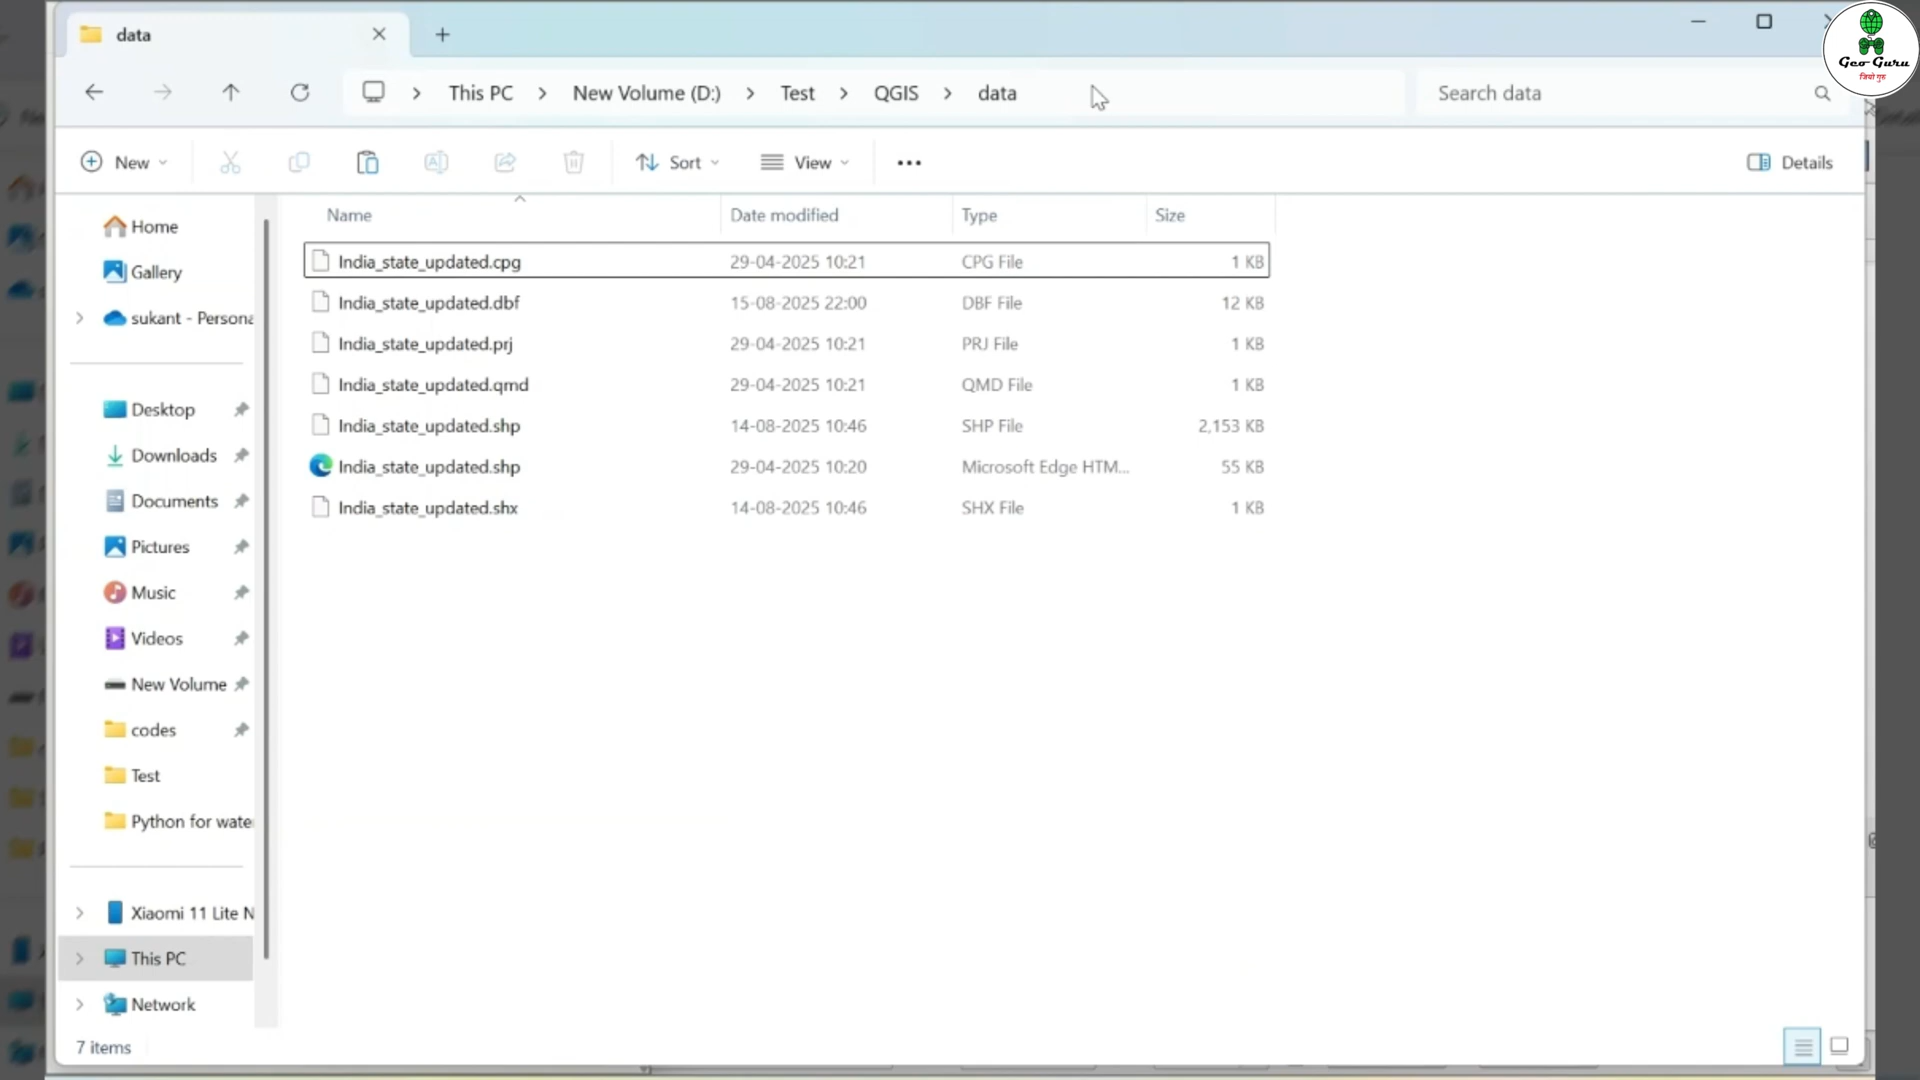 data
Geo Guru
जियो गुरु
This PC > New Volume (D:) > Test > QGIS > data
Search data
New
Sort
View
Details
Name Date modified Type Size
India_state_updated.cpg 29-04-2025 10:21 CPG File 1 KB
India_state_updated.dbf 15-08-2025 22:00 DBF File 12 KB
India_state_updated.prj 29-04-2025 10:21 PRJ File 1 KB
India_state_updated.qmd 29-04-2025 10:21 QMD File 1 KB
India_state_updated.shp 14-08-2025 10:46 SHP File 2,153 KB
India_state_updated.shp 29-04-2025 10:20 Microsoft Edge HTM... 55 KB
India_state_updated.shx 14-08-2025 10:46 SHX File 1 KB
Home
Gallery
sukant - Persona
Desktop
Downloads
Documents
Pictures
Music
Videos
New Volume
codes
Test
Python for wate
Xiaomi 11 Lite N
This PC
Network
7 items